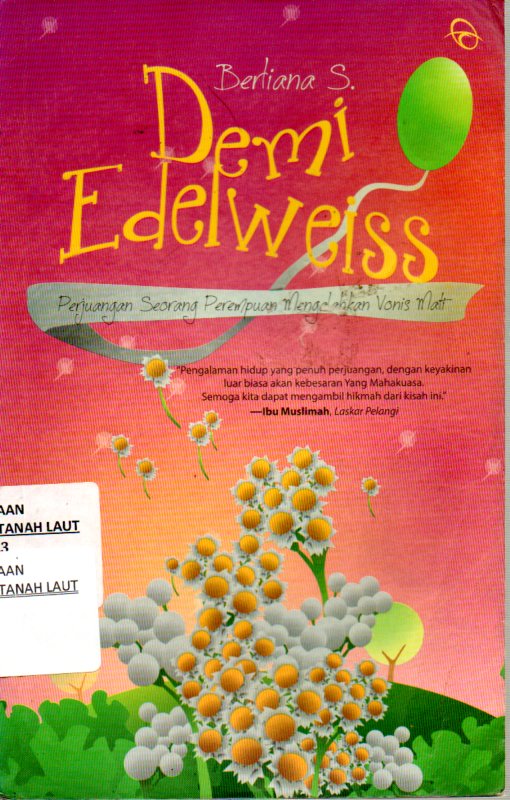 Berliana S.
Demi
Edelweiss
Perjuangan Seorang Perempuan Mengalahkan Vonis Mati
"Pengalaman hidup yang penuh perjuangan, dengan keyakinan
luar biasa akan kebesaran Yang Mahakuasa.
Semoga kita dapat mengambil hikmah dari kisah ini."
—Ibu Muslimah, Laskar Pelangi
AAN
TANAH LAUT
.3
AAN
TANAH LAUT